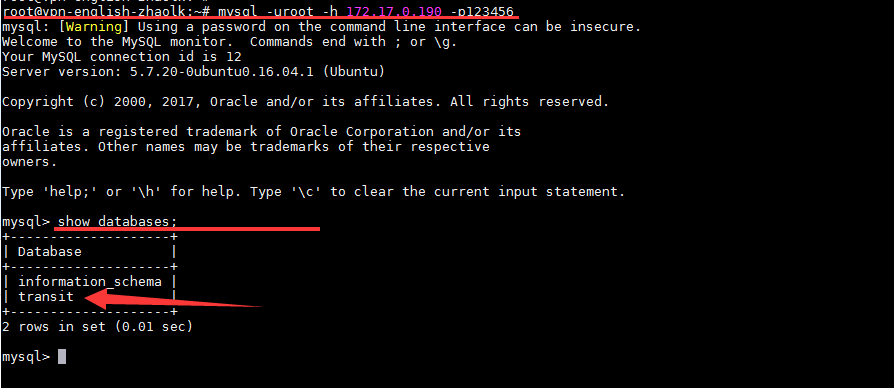 root@vpn-english-zhaolk:~# mysql -uroot -h 172.17.0.190 -p123456
mysql: [Warning] Using a password on the command line interface can be insecure.
Welcome to the MySQL monitor.  Commands end with ; or \g.
Your MySQL connection id is 12
Server version: 5.7.20-0ubuntu0.16.04.1 (Ubuntu)
Copyright (c) 2000, 2017, Oracle and/or its affiliates. All rights reserved.
Oracle is a registered trademark of Oracle Corporation and/or its
affiliates. Other names may be trademarks of their respective
owners.
Type 'help;' or '\h' for help. Type '\c' to clear the current input statement.
mysql> show databases;
+--------------------+
| Database           |
+--------------------+
| information_schema |
| transit            |
+--------------------+
2 rows in set (0.01 sec)
mysql>